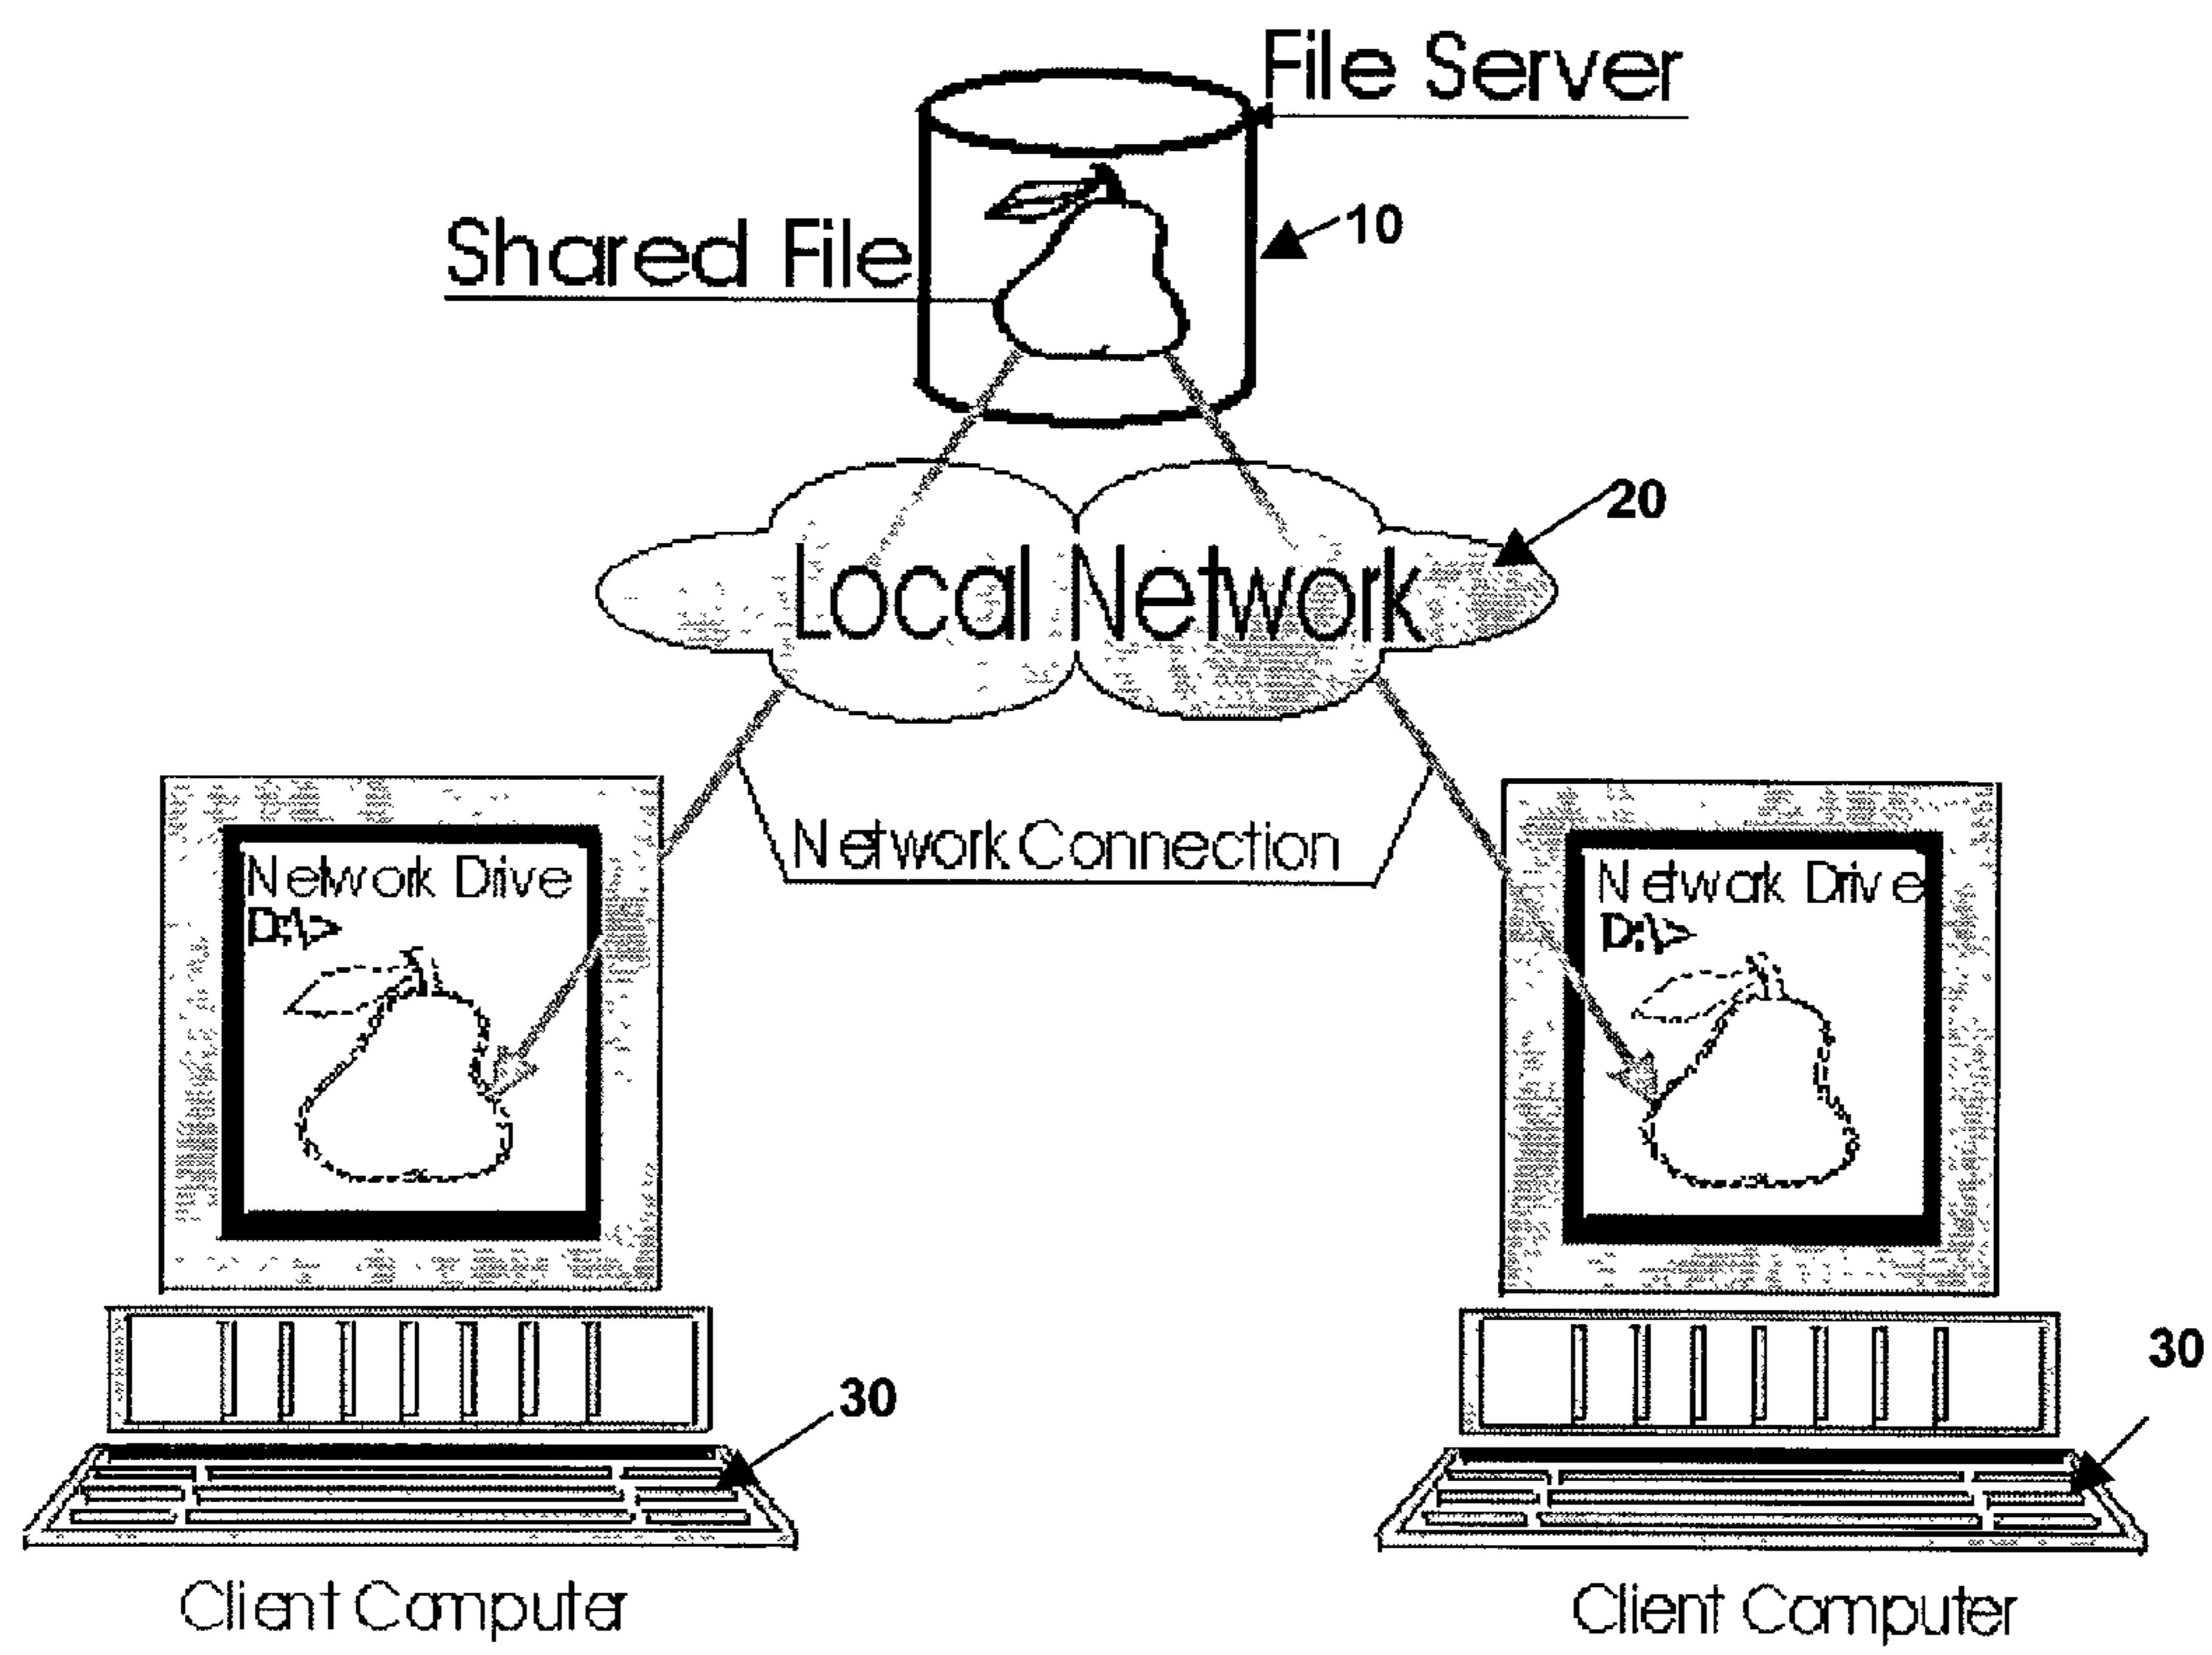 File Server
Shared File
10
20
Local Network
Network Connection
Network Drive
D:\>
Network Drive
D:\>
30
30
Client Computer
Client Computer